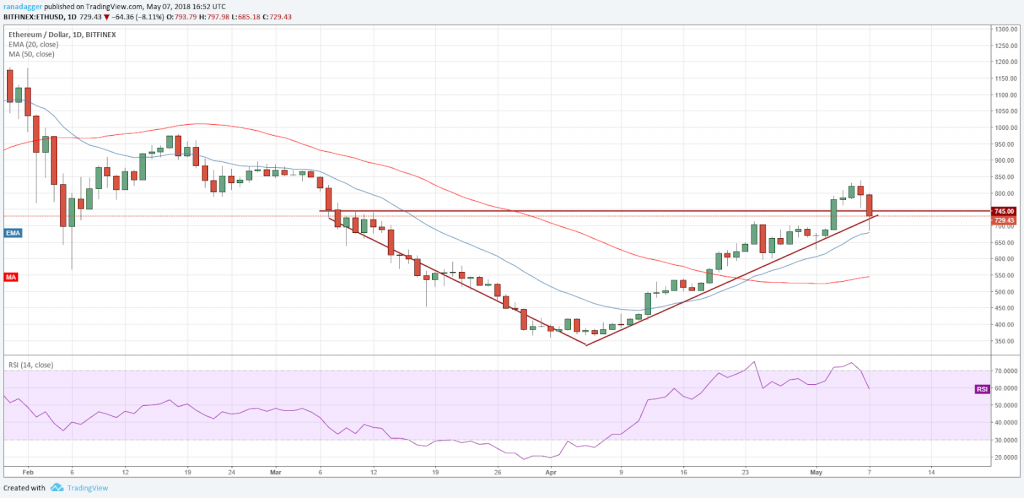 ranadagger published on TradingView.com, May 07, 2018 16:52 UTC
BITFINEX:ETHUSD, 1D 729.43 ▼ −64.36 (−8.11%) O:793.79 H:797.98 L:685.18 C:729.43
Ethereum / Dollar, 1D, BITFINEX
EMA (20, close)
MA (50, close)
1300.00
1250.00
1200.00
1150.00
1100.00
1050.00
1000.00
950.00
900.00
850.00
800.00
745.00
729.43
700.00
650.00
600.00
550.00
500.00
450.00
400.00
350.00
EMA
MA
RSI (14, close)
70.0000
60.0000
50.0000
40.0000
30.0000
20.0000
RSI
Feb 6 12 19 24 Mar 6 12 19 26 Apr 9 16 23 May 7 14
Created with TradingView